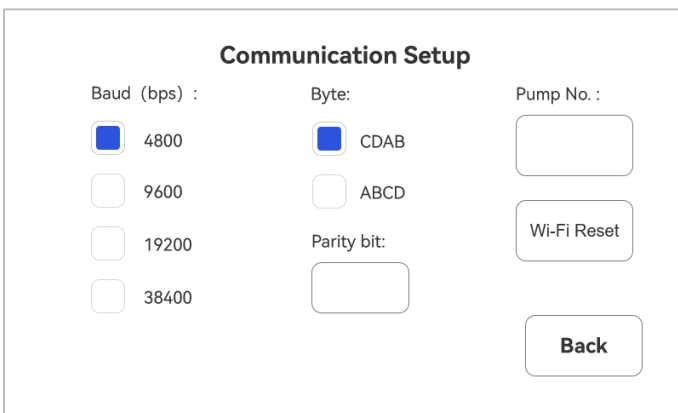 Communication Setup
Baud (bps) :
4800
9600
19200
38400
Byte:
CDAB
ABCD
Parity bit:
Pump No. :
Wi-Fi Reset
Back